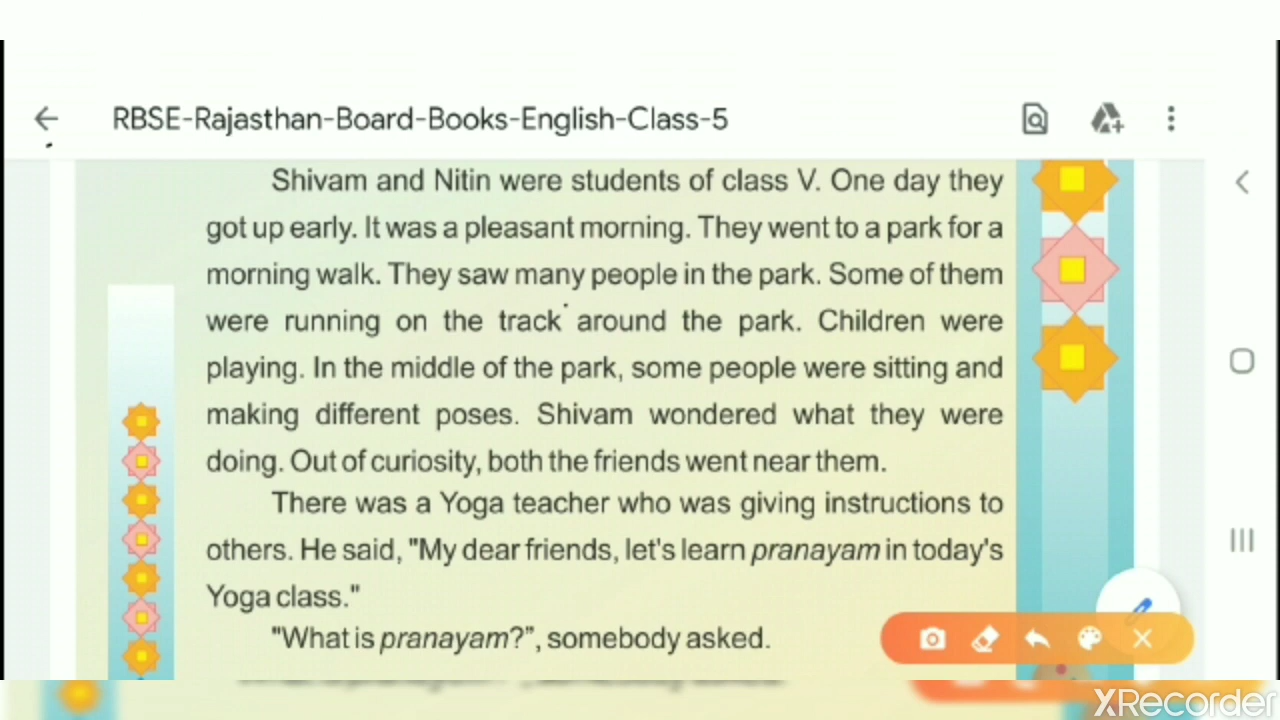 RBSE-Rajasthan-Board-Books-English-Class-5
Shivam and Nitin were students of class V. One day they
got up early. It was a pleasant morning. They went to a park for a
morning walk. They saw many people in the park. Some of them
were running on the track around the park. Children were
playing. In the middle of the park, some people were sitting and
making different poses. Shivam wondered what they were
doing. Out of curiosity, both the friends went near them.
There was a Yoga teacher who was giving instructions to
others. He said, "My dear friends, let's learn pranayam in today's
Yoga class."
"What is pranayam?”, somebody asked.
XRecorder